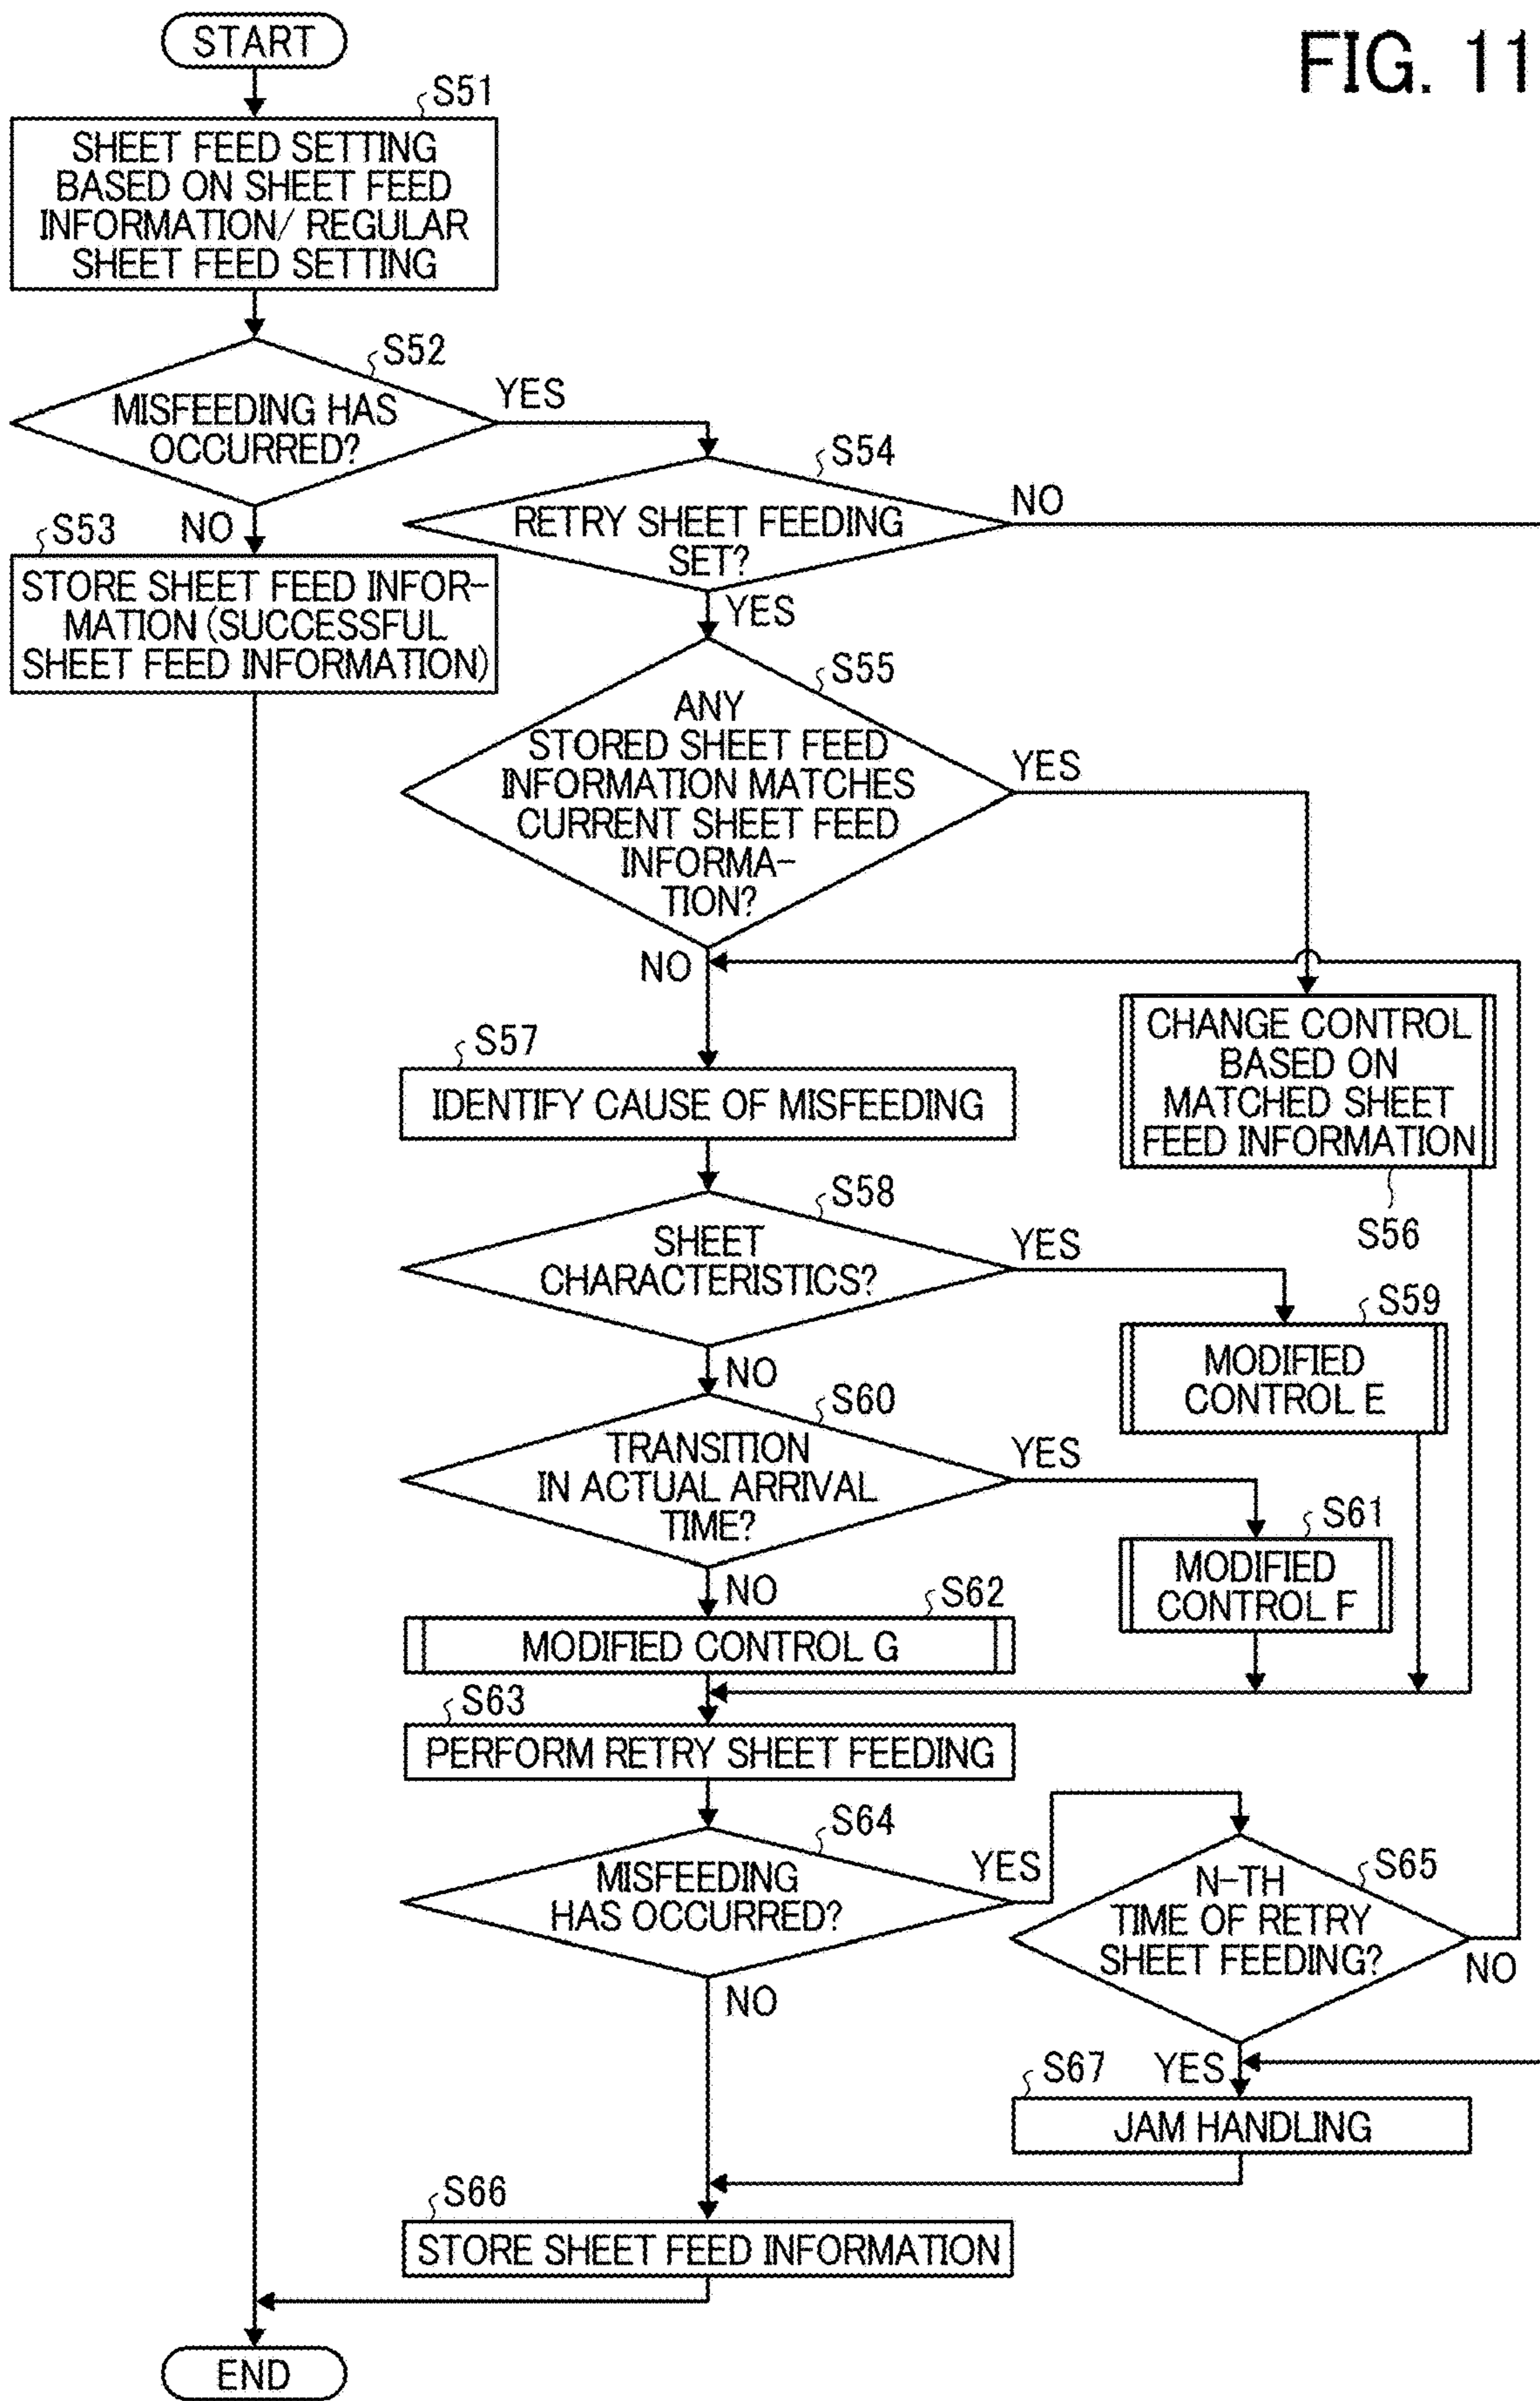 FIG. 11
START
S51
SHEET FEED SETTING
BASED ON SHEET FEED
INFORMATION/ REGULAR
SHEET FEED SETTING
S52
MISFEEDING HAS
OCCURRED?
YES
NO
S53
STORE SHEET FEED INFOR-
MATION (SUCCESSFUL
SHEET FEED INFORMATION)
S54
RETRY SHEET FEEDING
SET?
NO
YES
S55
ANY
STORED SHEET FEED
INFORMATION MATCHES
CURRENT SHEET FEED
INFORMA-
TION?
YES
NO
CHANGE CONTROL
BASED ON
MATCHED SHEET
FEED INFORMATION
S56
S57
IDENTIFY CAUSE OF MISFEEDING
S58
SHEET
CHARACTERISTICS?
YES
NO
S59
MODIFIED
CONTROL E
S60
TRANSITION
IN ACTUAL ARRIVAL
TIME?
YES
NO
S61
MODIFIED
CONTROL F
S62
MODIFIED CONTROL G
S63
PERFORM RETRY SHEET FEEDING
S64
MISFEEDING
HAS OCCURRED?
YES
NO
S65
N-TH
TIME OF RETRY
SHEET FEEDING?
NO
YES
S67
JAM HANDLING
S66
STORE SHEET FEED INFORMATION
END